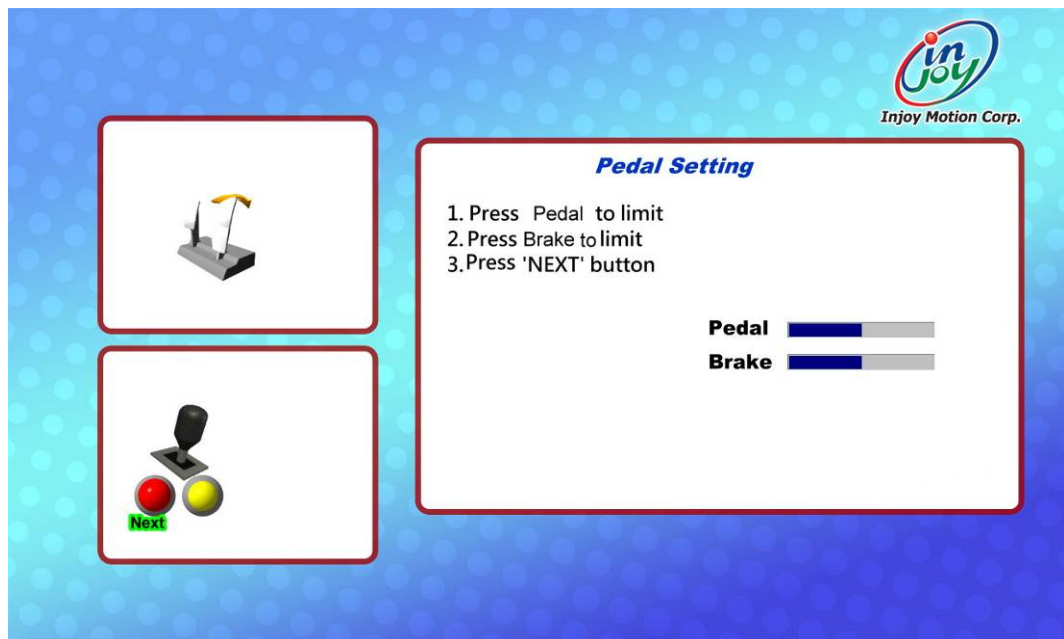 in
joy
Injoy Motion Corp.
Pedal Setting
1. Press Pedal to limit
2. Press Brake to limit
3. Press 'NEXT' button
Pedal
Brake
Next